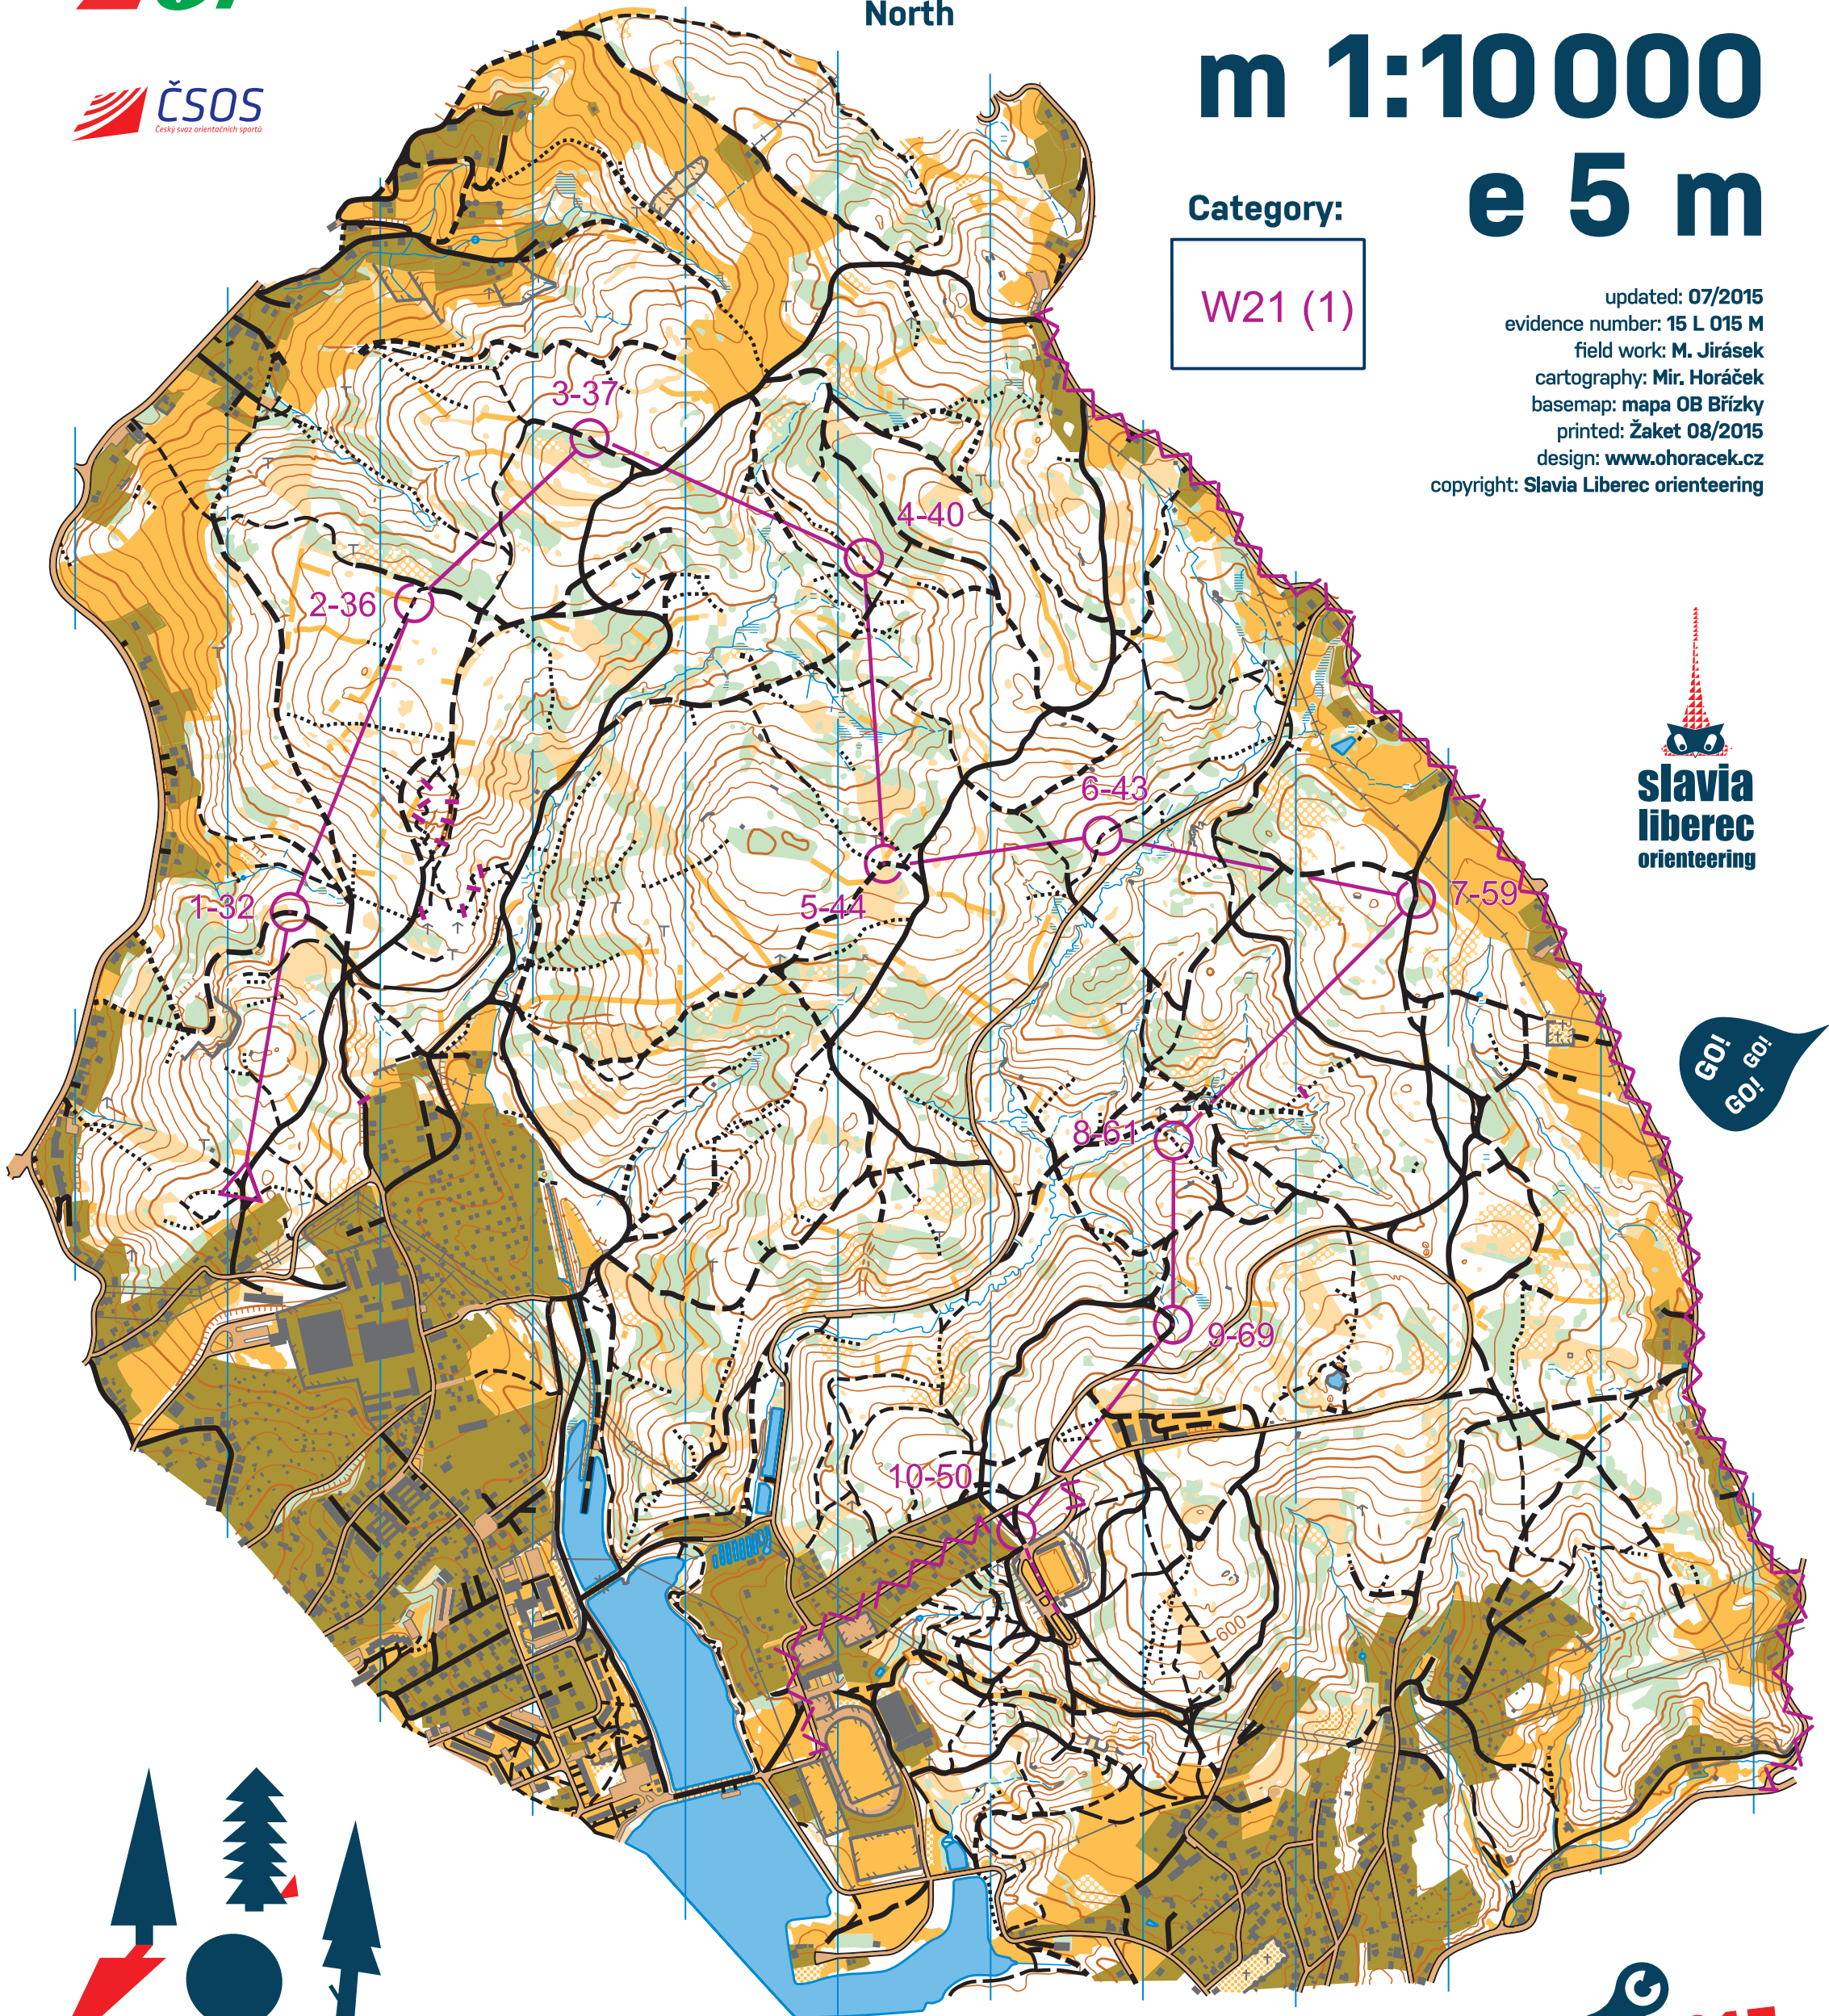 North
m 1:10 000
e 5 m
ČSOS
Český svaz orientačních sportů
Category:
W21 (1)
updated: 07/2015
evidence number: 15 L 015 M
field work: M. Jirásek
cartography: Mir. Horáček
basemap: mapa OB Břízky
printed: Žaket 08/2015
design: www.ohoracek.cz
copyright: Slavia Liberec orienteering
3-37
4-40
2-36
slavia
liberec
orienteering
6-43
7-59
1-32
5-44
GO!
GO!
GO!
8-61
9-69
10-50
600